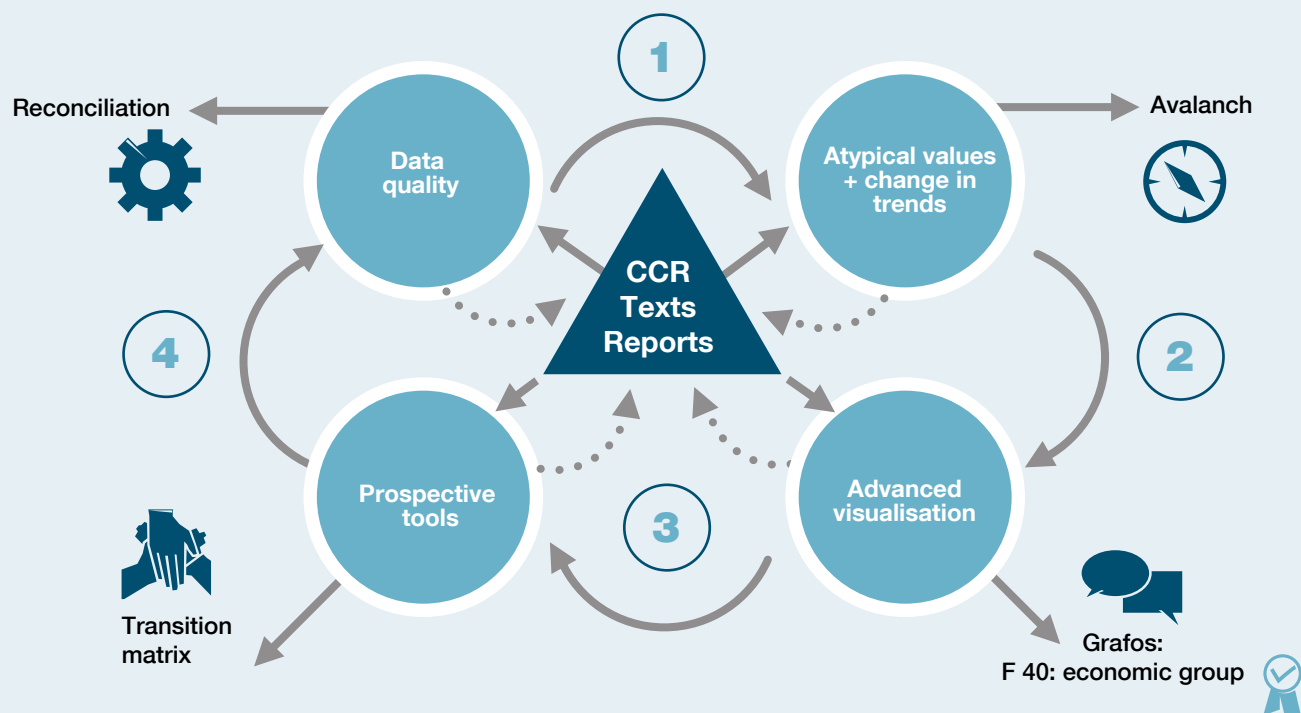 1
Reconciliation
Data
quality
Atypical values
+ change in
trends
Avalanch
CCR
Texts
Reports
4
2
Prospective
tools
3
Advanced
visualisation
Transition
matrix
Grafos:
F 40: economic group